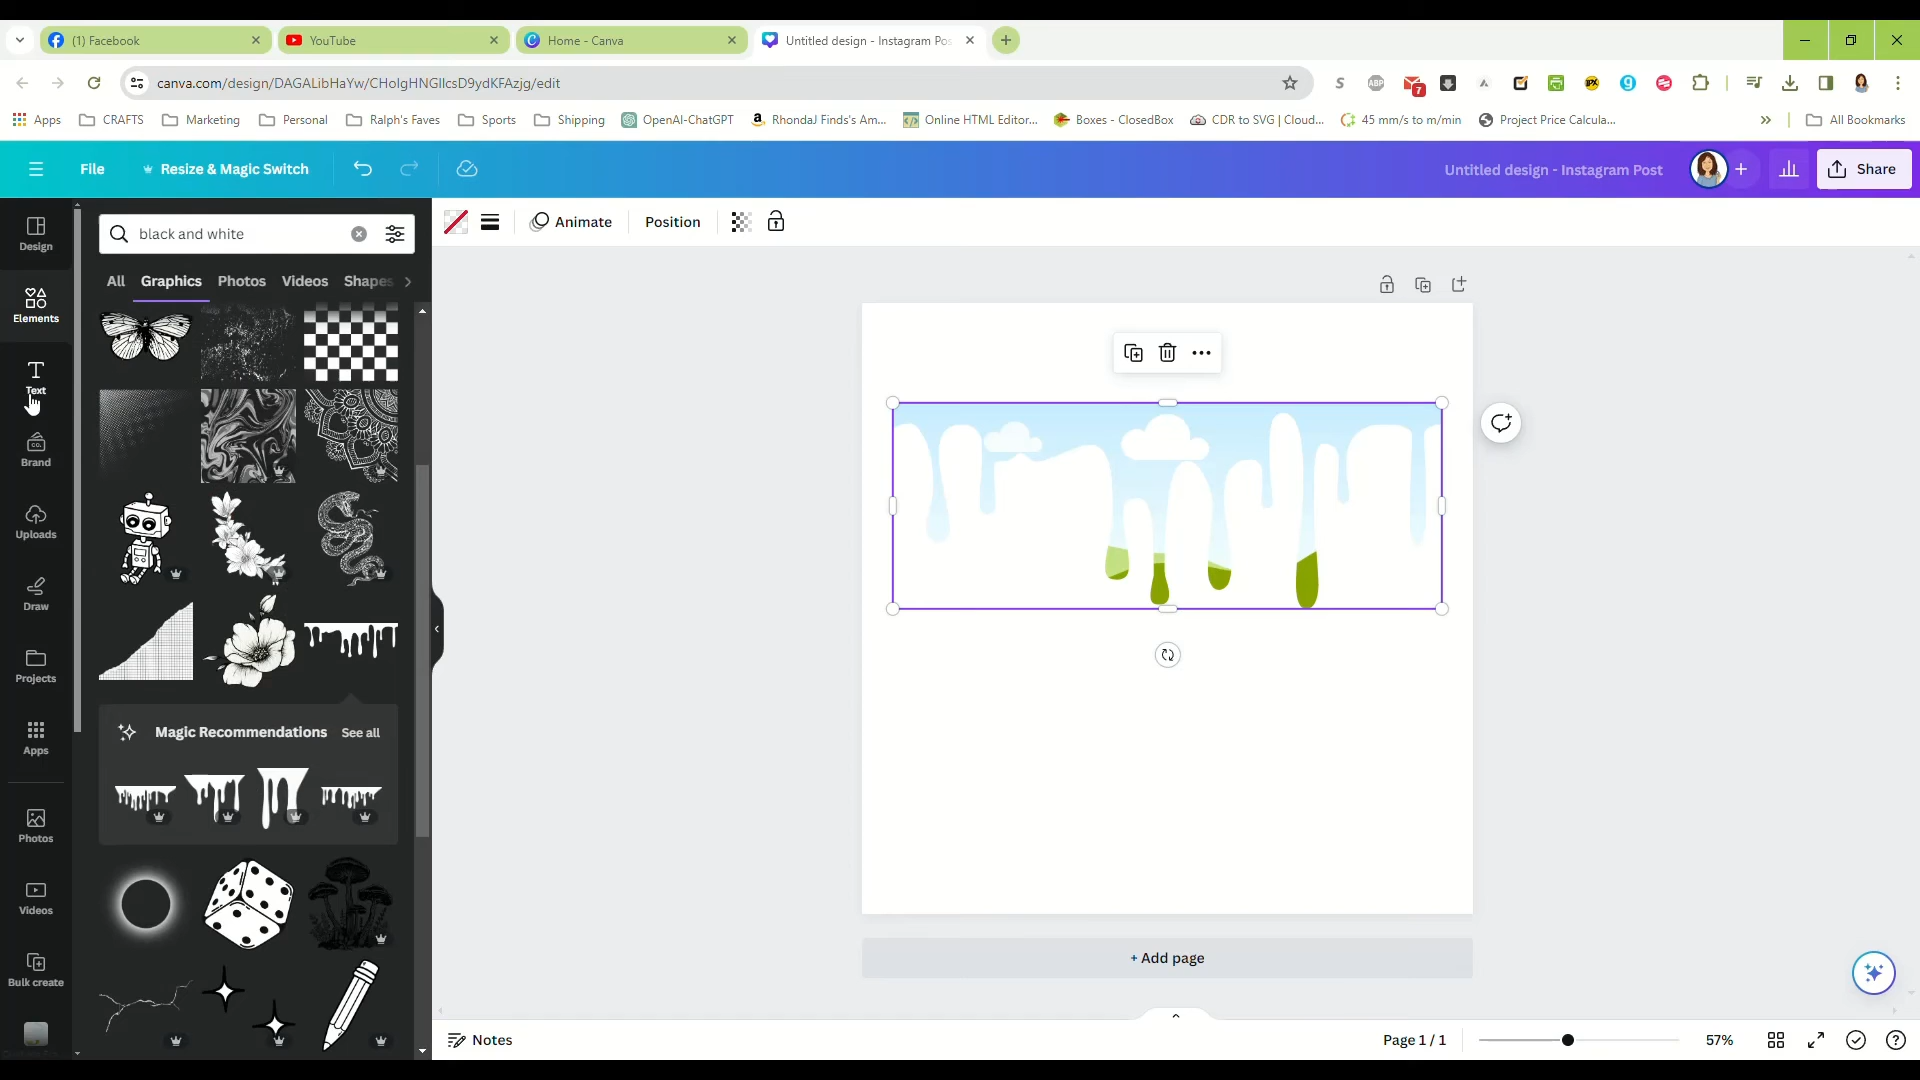 (1) Facebook
YouTube
Home - Canva
Untitled design - Instagram Pos
canva.com/design/DAGALibHaYw/CHolgHNGIlcsD9ydKFAzjg/edit
S
ABP
7
Apps
CRAFTS
Marketing
Personal
Ralph's Faves
Sports
Shipping
OpenAI-ChatGPT
RhondaJ Finds's Am...
Online HTML Editor...
Boxes - ClosedBox
CDR to SVG | Cloud...
45 mm/s to m/min
Project Price Calcula...
All Bookmarks
File
Resize & Magic Switch
Untitled design - Instagram Post
Share
Design
Elements
Text
Brand
Uploads
Draw
Projects
Apps
Photos
Videos
Bulk create
black and white
All
Graphics
Photos
Videos
Shapes
Magic Recommendations
See all
Animate
Position
+ Add page
Notes
Page 1 / 1
57%